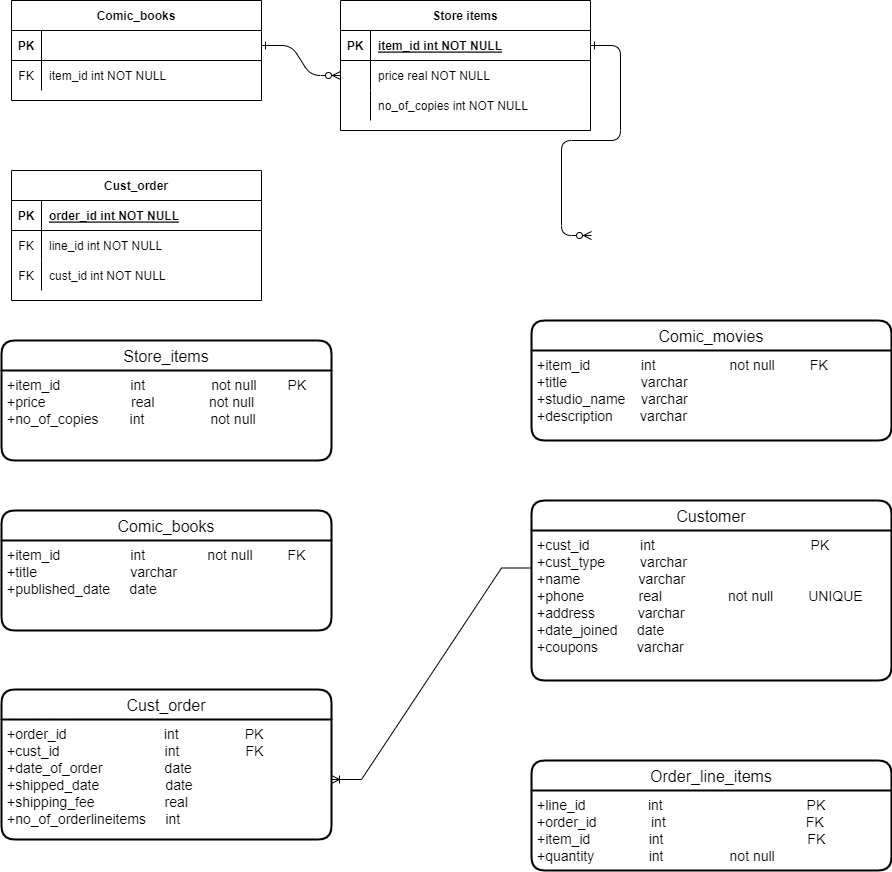 Comic_books
PK
FK item_id int NOT NULL
Store items
PK item_id int NOT NULL
price real NOT NULL
no_of_copies int NOT NULL
Cust_order
PK order_id int NOT NULL
FK line_id int NOT NULL
FK cust_id int NOT NULL
Store_items
+item_id int not null PK
+price real not null
+no_of_copies int not null
Comic_movies
+item_id int not null FK
+title varchar
+studio_name varchar
+description varchar
Comic_books
+item_id int not null FK
+title varchar
+published_date date
Customer
+cust_id int PK
+cust_type varchar
+name varchar
+phone real not null UNIQUE
+address varchar
+date_joined date
+coupons varchar
Cust_order
+order_id int PK
+cust_id int FK
+date_of_order date
+shipped_date date
+shipping_fee real
+no_of_orderlineitems int
Order_line_items
+line_id int PK
+order_id int FK
+item_id int FK
+quantity int not null